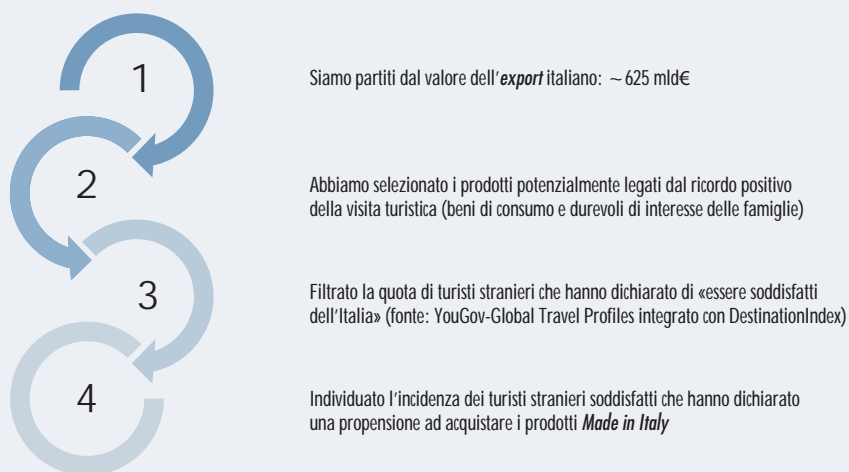 1
Siamo partiti dal valore dell'export italiano: ~625 mld€
2
Abbiamo selezionato i prodotti potenzialmente legati dal ricordo positivo
della visita turistica (beni di consumo e durevoli di interesse delle famiglie)
3
Filtrato la quota di turisti stranieri che hanno dichiarato di «essere soddisfatti
dell'Italia» (fonte: YouGov-Global Travel Profiles integrato con DestinationIndex)
4
Individuato l'incidenza dei turisti stranieri soddisfatti che hanno dichiarato
una propensione ad acquistare i prodotti Made in Italy